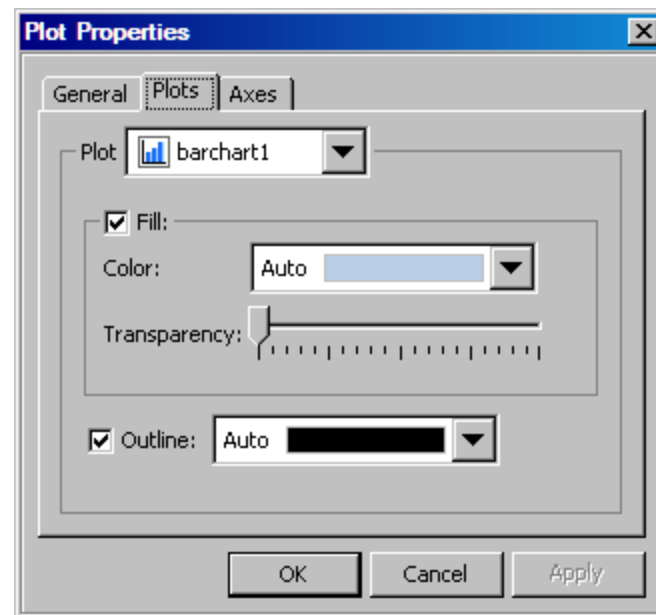 Plot Properties
General Plots Axes
Plot barchart1
Fill:
Color: Auto
Transparency:
Outline: Auto
OK Cancel Apply